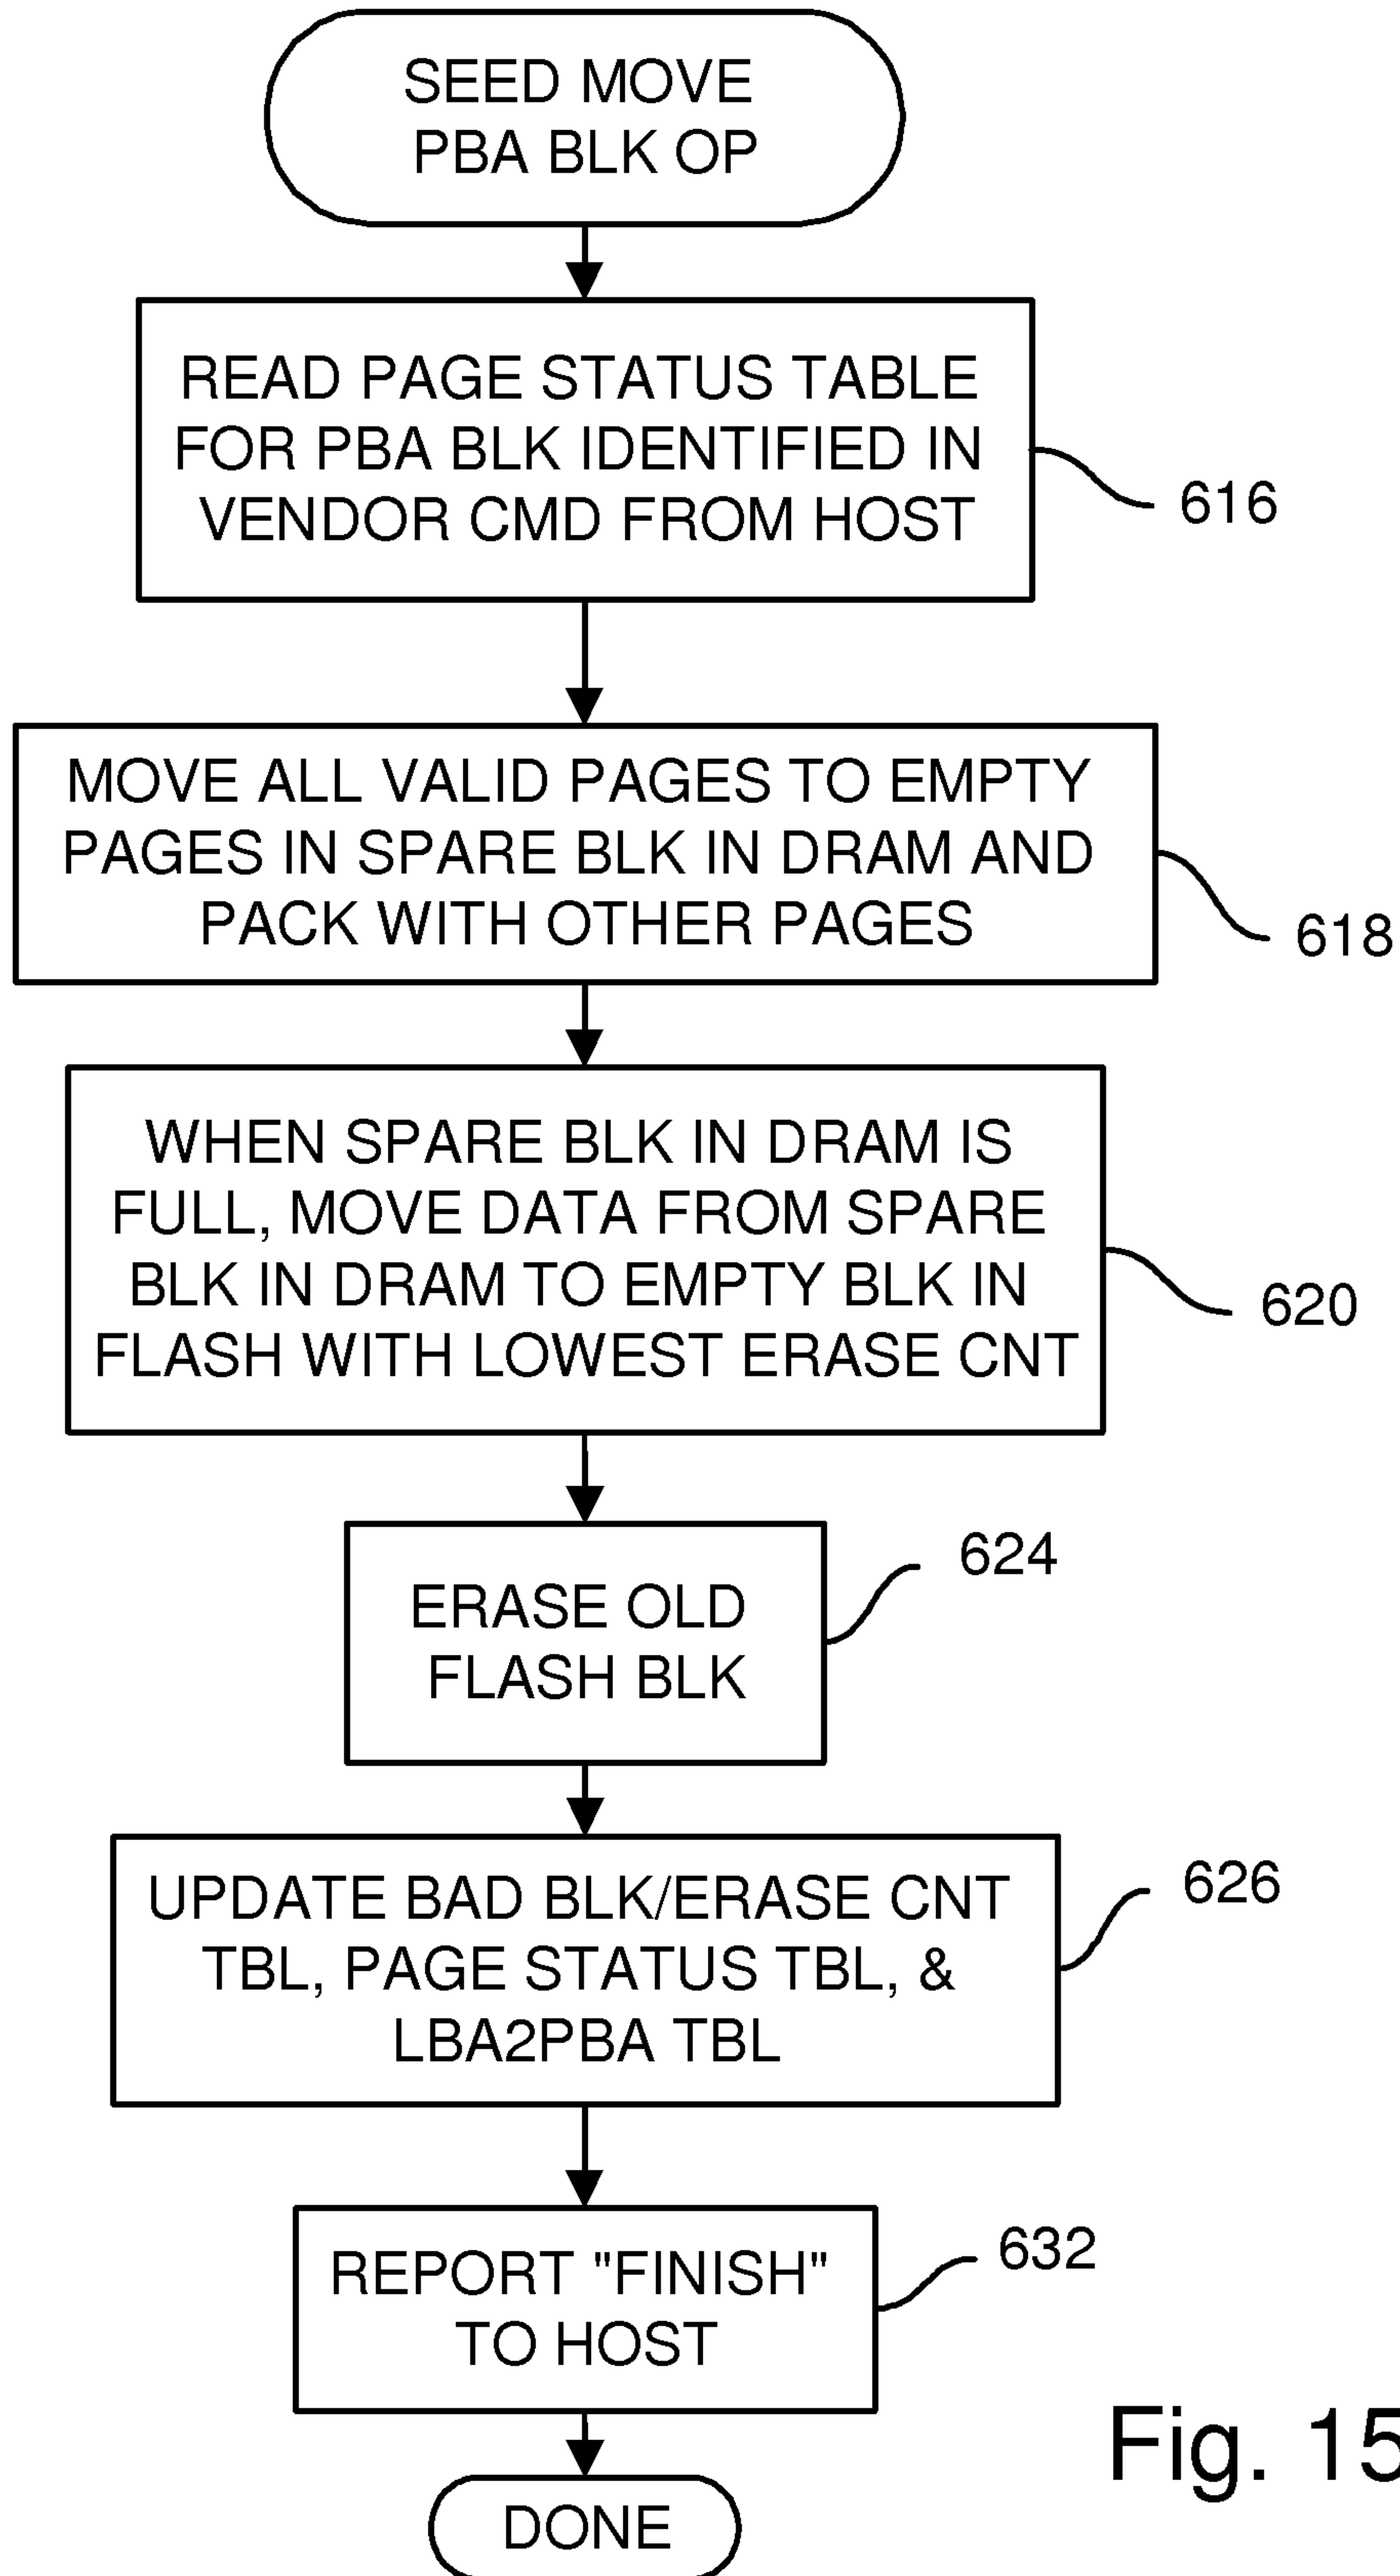 SEED MOVE
PBA BLK OP
READ PAGE STATUS TABLE
FOR PBA BLK IDENTIFIED IN
VENDOR CMD FROM HOST
616
MOVE ALL VALID PAGES TO EMPTY
PAGES IN SPARE BLK IN DRAM AND
PACK WITH OTHER PAGES
618
WHEN SPARE BLK IN DRAM IS
FULL, MOVE DATA FROM SPARE
BLK IN DRAM TO EMPTY BLK IN
FLASH WITH LOWEST ERASE CNT
620
ERASE OLD
FLASH BLK
624
UPDATE BAD BLK/ERASE CNT
TBL, PAGE STATUS TBL, &
LBA2PBA TBL
626
REPORT "FINISH"
TO HOST
632
DONE
Fig. 15